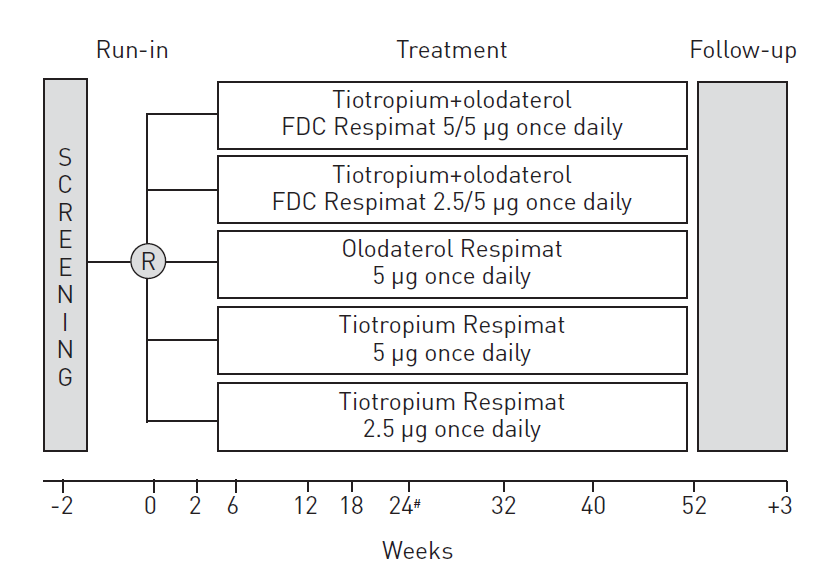 Run-in Treatment Follow-up
SCREENING
Tiotropium+olodaterol
FDC Respimat 5/5 µg once daily
Tiotropium+olodaterol
FDC Respimat 2.5/5 µg once daily
R
Olodaterol Respimat
5 µg once daily
Tiotropium Respimat
5 µg once daily
Tiotropium Respimat
2.5 µg once daily
-2 0 2 6 12 18 24# 32 40 52 +3
Weeks